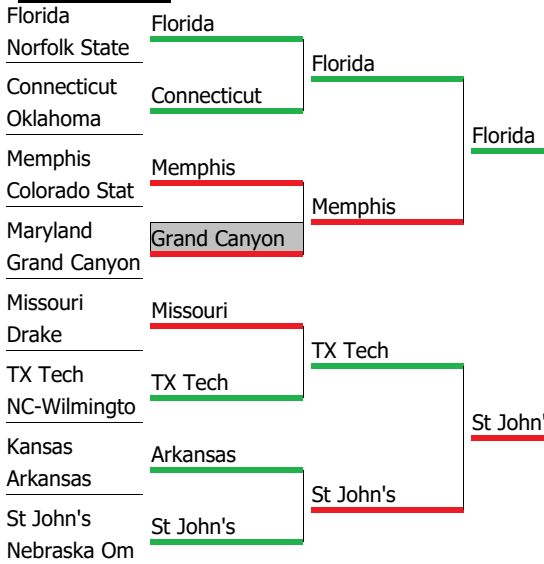 Florida
Norfolk State
Connecticut
Oklahoma
Memphis
Colorado Stat
Maryland
Grand Canyon
Missouri
Drake
TX Tech
NC-Wilmingto
Kansas
Arkansas
St John's
Nebraska Om
Florida
Connecticut
Memphis
Grand Canyon
Missouri
TX Tech
Arkansas
St John's
Florida
Memphis
TX Tech
St John's
Florida
St John'